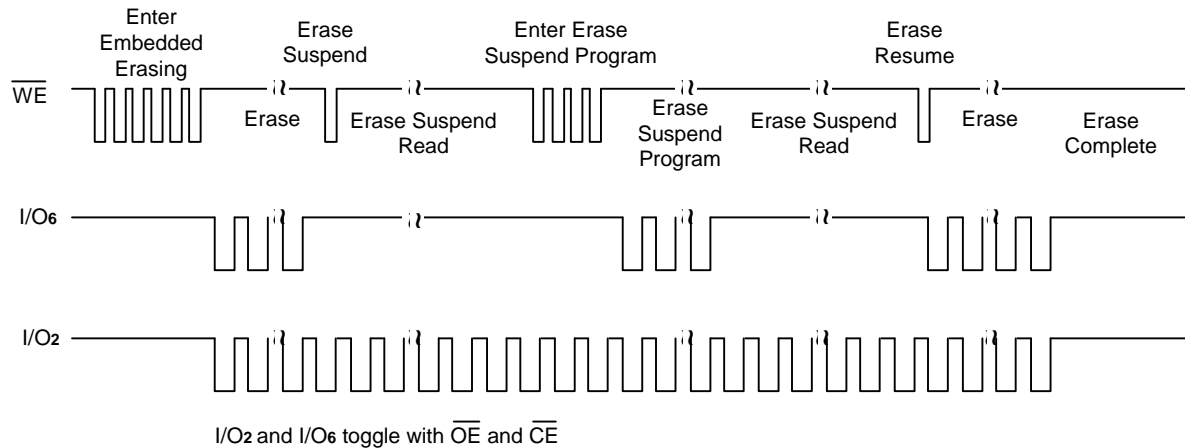 Enter
Embedded
Erasing
Erase
Suspend
Enter Erase
Suspend Program
Erase
Resume
WE
Erase
Erase Suspend
Read
Erase
Suspend
Program
Erase Suspend
Read
Erase
Erase
Complete
I/O6
I/O2
I/O2 and I/O6 toggle with OE and CE